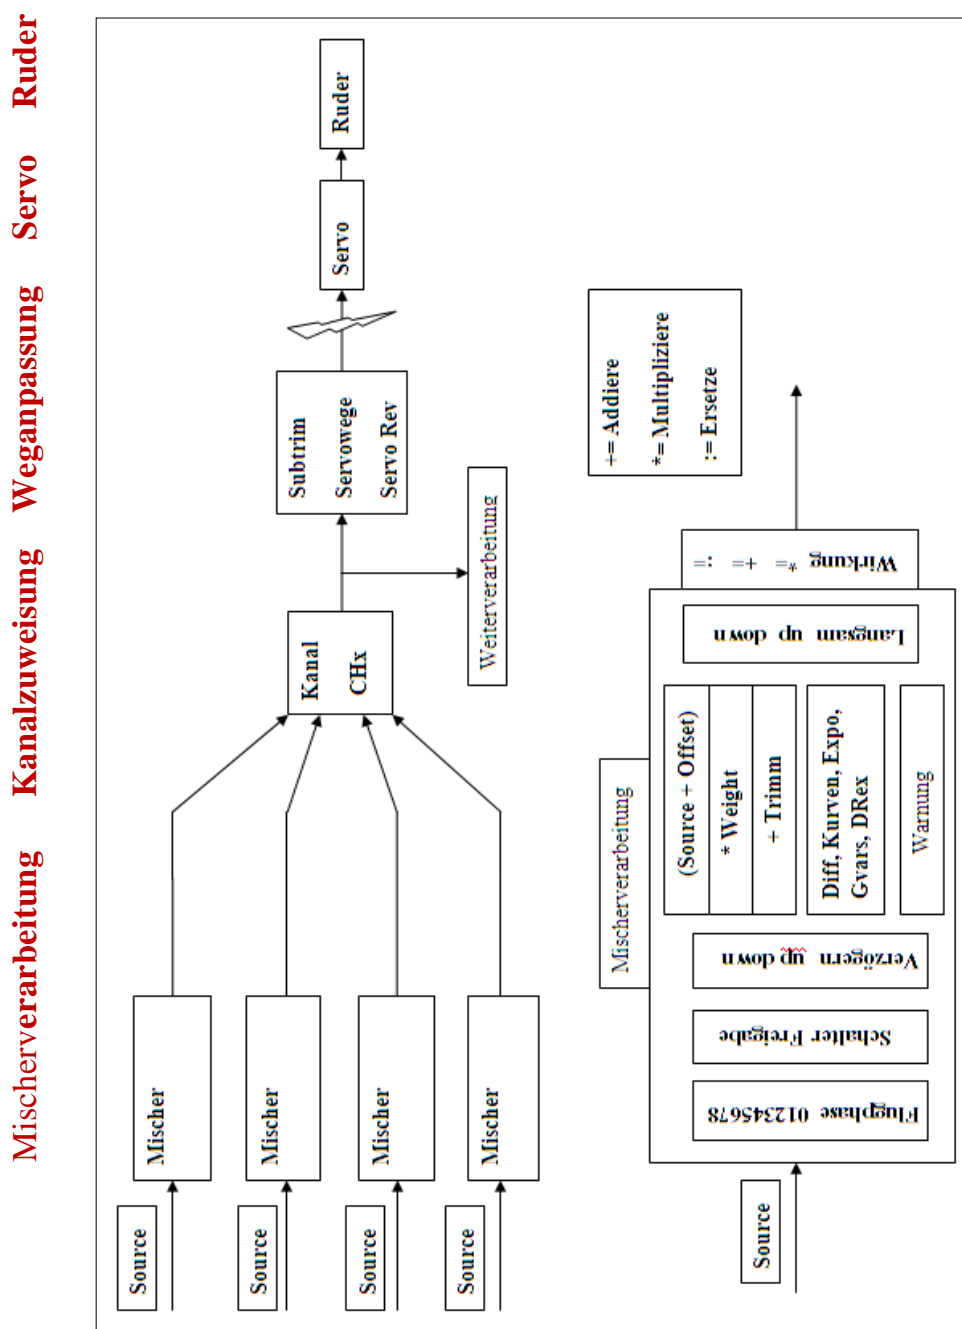 Mischerverarbeitung Kanalzuweisung Weganpassung Servo Ruder
Source
Mischer
Source
Mischer
Source
Mischer
Source
Mischer
Kanal
CHx
Weiterverarbeitung
Subtrim
Servowege
Servo Rev
Servo
Ruder
Source
Mischerverarbeitung
Flugphase 012345678
Schalter Freigabe
Verzögern up down
(Source + Offset)
* Weight
+ Trimm
Diff, Kurven, Expo,
Gvars, DRex
Warnung
Langsam up down
Wirkung *= += :=
+= Addiere
*= Multipliziere
:= Ersetze